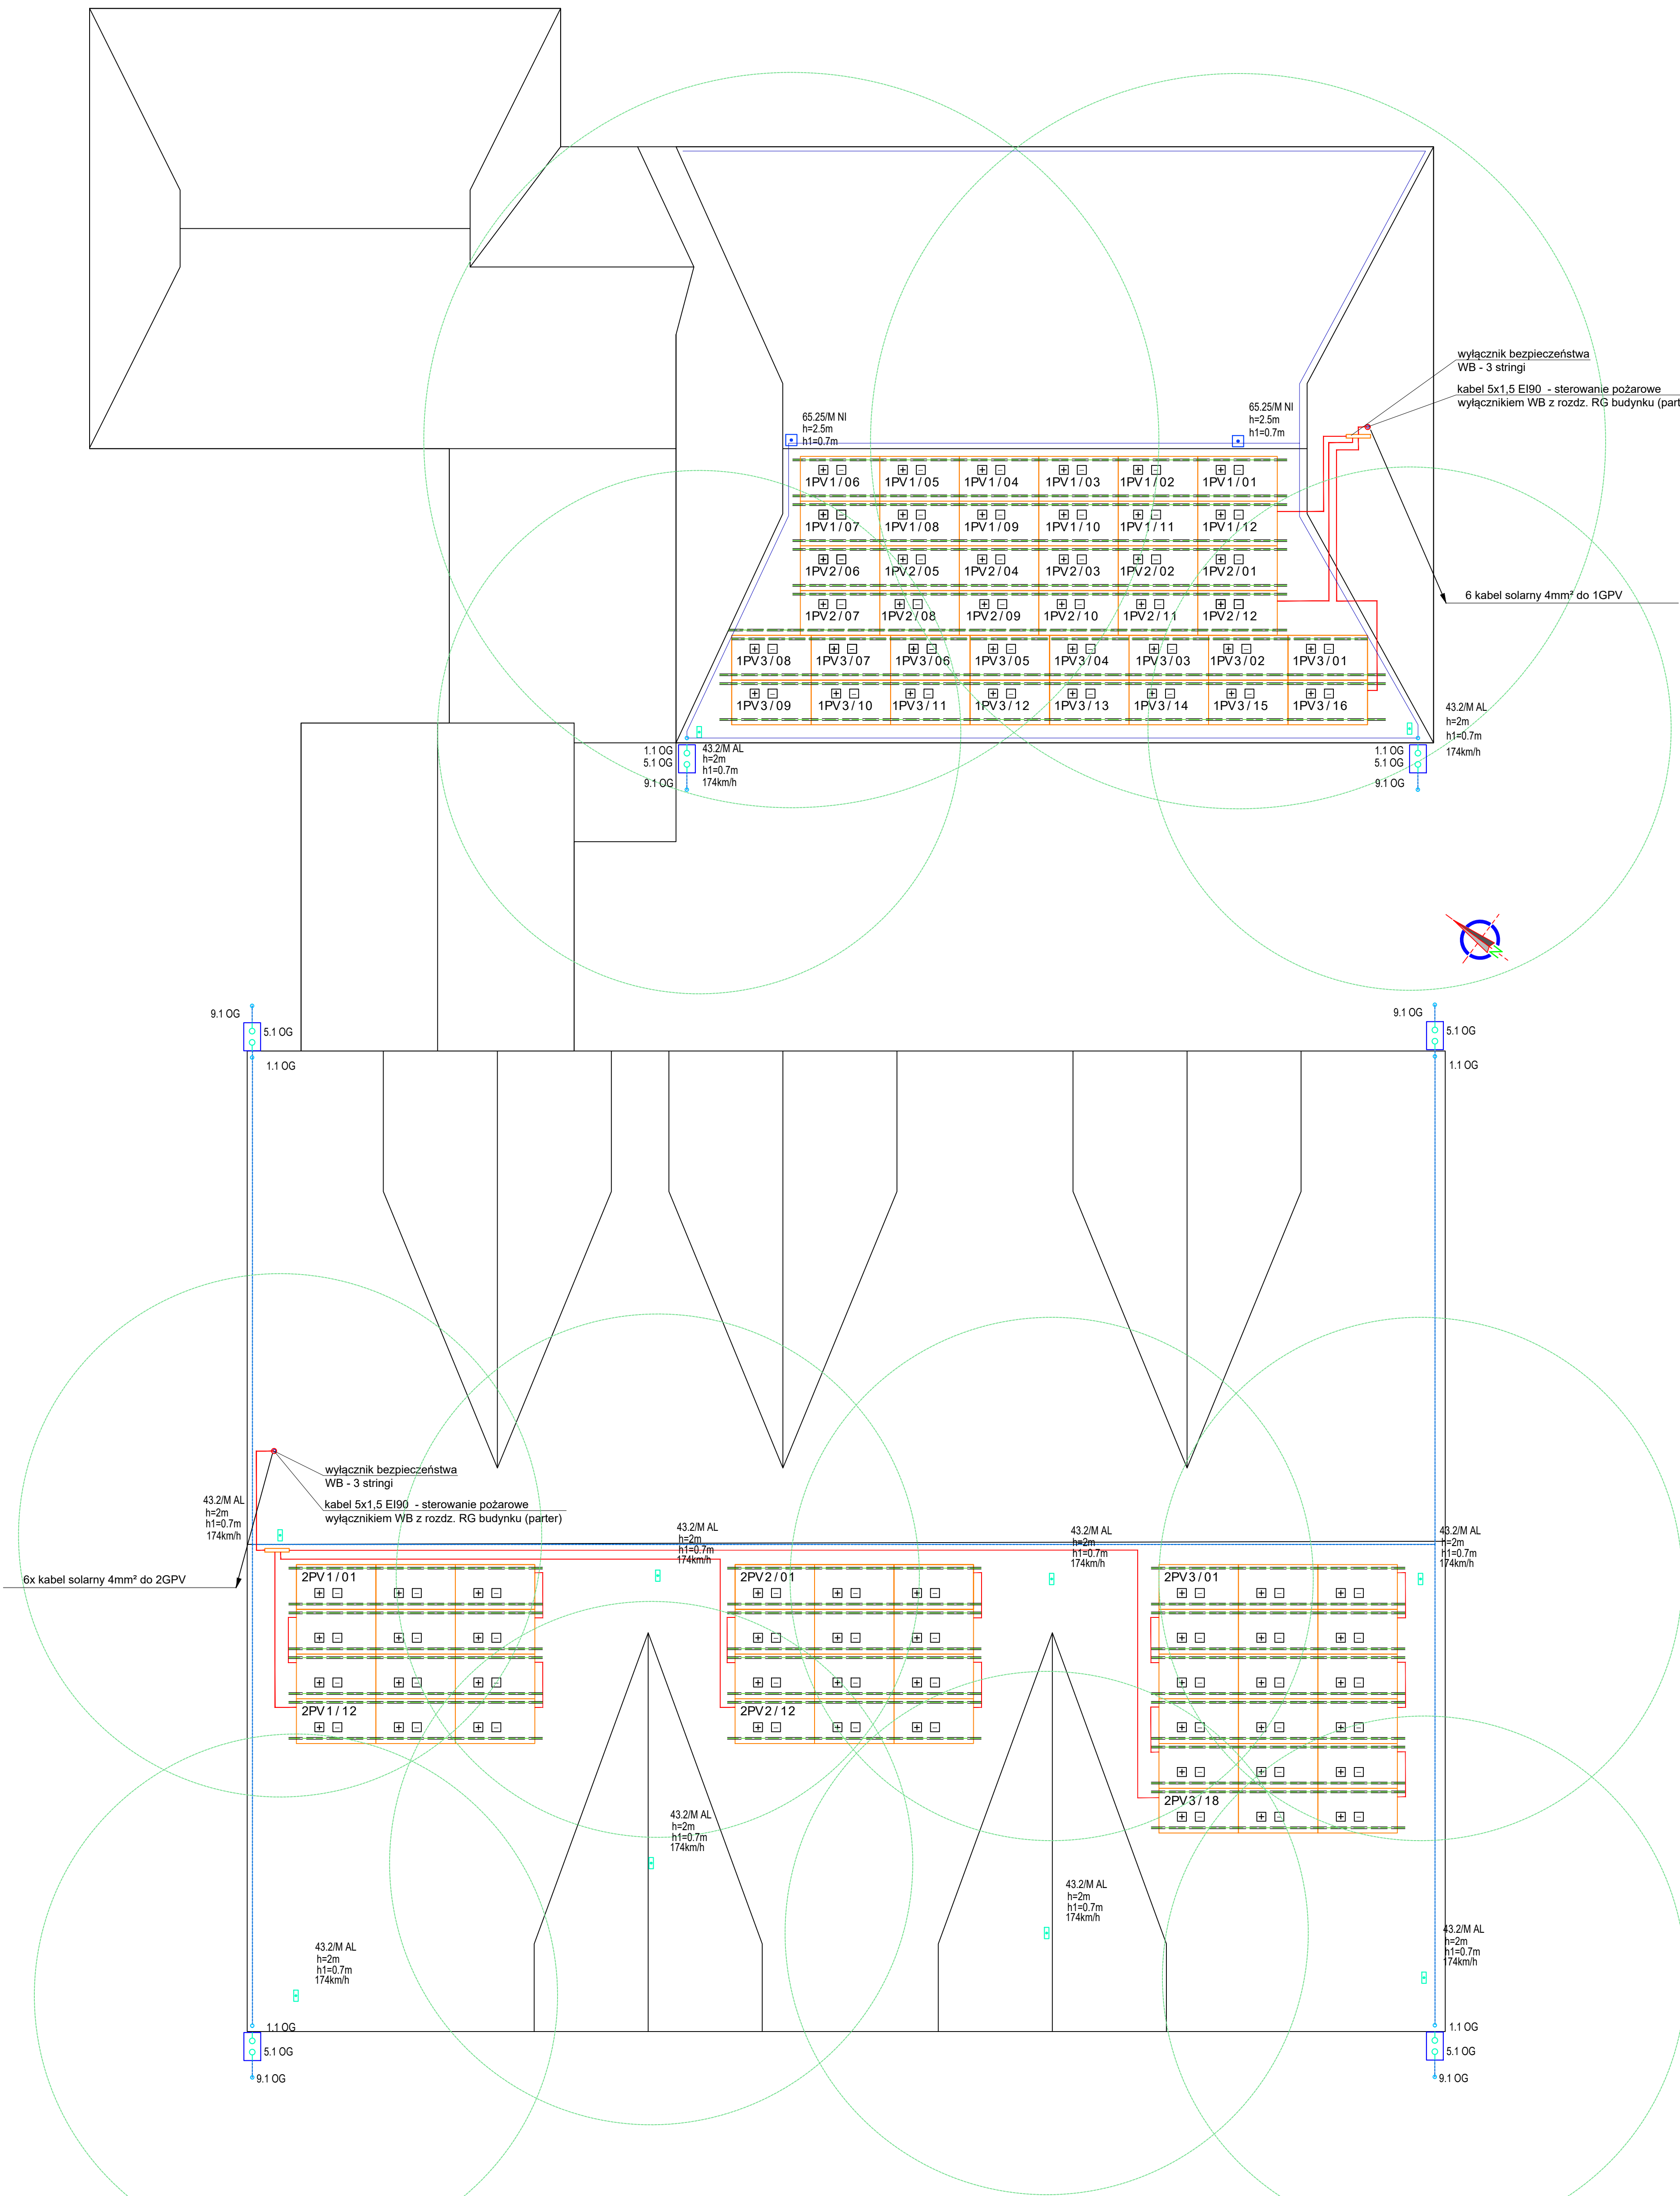 wyłącznik bezpieczeństwa
WB - 3 stringi
kabel 5x1,5 EI90 - sterowanie pożarowe
wyłącznikiem WB z rozdz. RG budynku (part
65.25/M NI
h=2.5m
h1=0.7m
65.25/M NI
h=2.5m
h1=0.7m
1PV1/06 1PV1/05 1PV1/04 1PV1/03 1PV1/02 1PV1/01
1PV1/07 1PV1/08 1PV1/09 1PV1/10 1PV1/11 1PV1/12
1PV2/06 1PV2/05 1PV2/04 1PV2/03 1PV2/02 1PV2/01
1PV2/07 1PV2/08 1PV2/09 1PV2/10 1PV2/11 1PV2/12
1PV3/08 1PV3/07 1PV3/06 1PV3/05 1PV3/04 1PV3/03 1PV3/02 1PV3/01
1PV3/09 1PV3/10 1PV3/11 1PV3/12 1PV3/13 1PV3/14 1PV3/15 1PV3/16
6 kabel solarny 4mm² do 1GPV
43.2/M AL
h=2m
h1=0.7m
174km/h
1.1 OG
5.1 OG
9.1 OG
43.2/M AL
h=2m
h1=0.7m
174km/h
1.1 OG
5.1 OG
9.1 OG
N
9.1 OG
5.1 OG
1.1 OG
9.1 OG
5.1 OG
1.1 OG
wyłącznik bezpieczeństwa
WB - 3 stringi
kabel 5x1,5 EI90 - sterowanie pożarowe
wyłącznikiem WB z rozdz. RG budynku (parter)
43.2/M AL
h=2m
h1=0.7m
174km/h
43.2/M AL
h=2m
h1=0.7m
174km/h
43.2/M AL
h=2m
h1=0.7m
174km/h
43.2/M AL
h=2m
h1=0.7m
174km/h
6x kabel solarny 4mm² do 2GPV
2PV1/01
2PV2/01
2PV3/01
2PV1/12
2PV2/12
2PV3/18
43.2/M AL
h=2m
h1=0.7m
174km/h
43.2/M AL
h=2m
h1=0.7m
174km/h
43.2/M AL
h=2m
h1=0.7m
174km/h
43.2/M AL
h=2m
h1=0.7m
174km/h
1.1 OG
5.1 OG
9.1 OG
1.1 OG
5.1 OG
9.1 OG